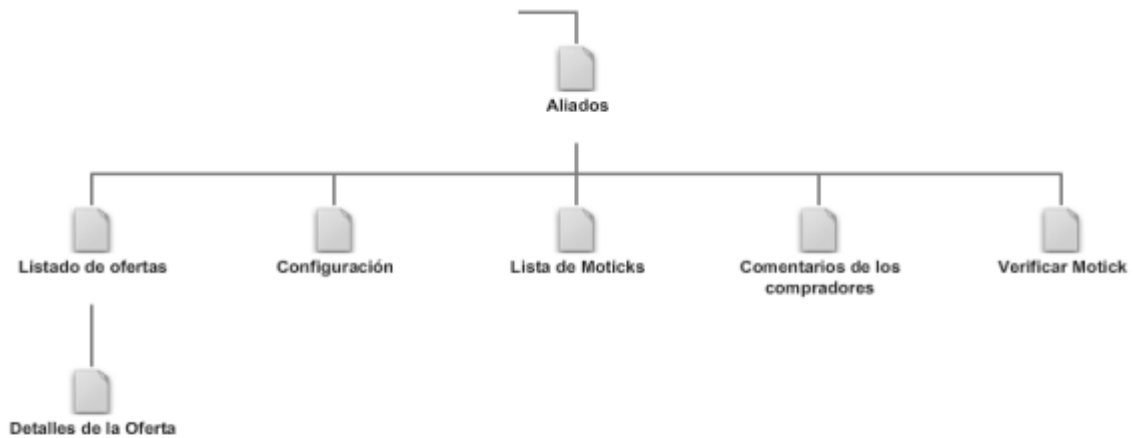 Aliados
Listado de ofertas
Configuración
Lista de Moticks
Comentarios de los
compradores
Verificar Motick
Detalles de la Oferta